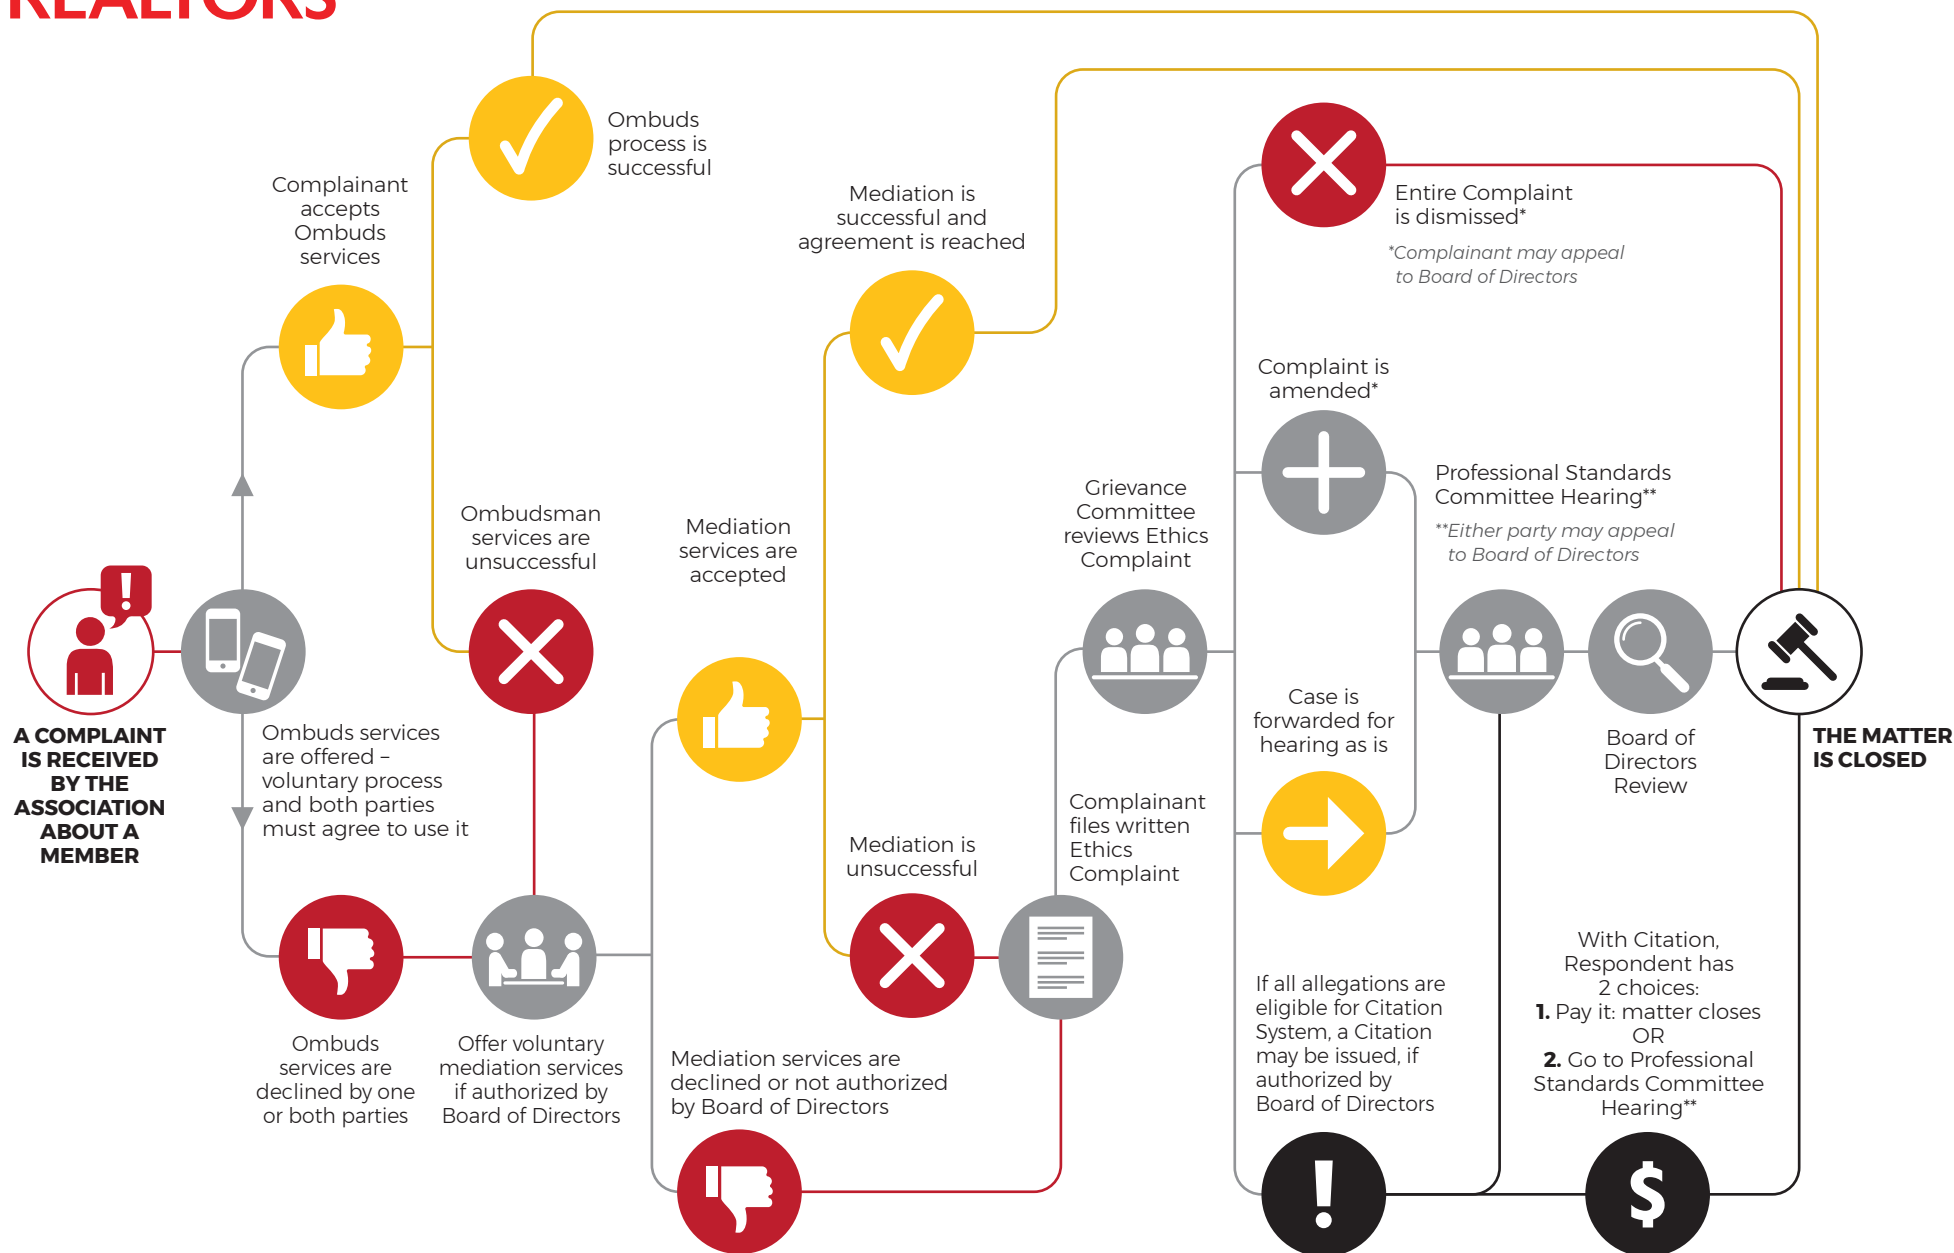 REALTORS
Ombuds
process is
successful
Complainant
accepts
Ombuds
services
Mediation is
successful and
agreement is reached
Entire Complaint
is dismissed*
*Complainant may appeal
to Board of Directors
Complaint is
amended*
Professional Standards
Committee Hearing**
**Either party may appeal
to Board of Directors
Grievance
Committee
reviews Ethics
Complaint
Ombudsman
services are
unsuccessful
Mediation
services are
accepted
A COMPLAINT
IS RECEIVED
BY THE
ASSOCIATION
ABOUT A
MEMBER
Ombuds services
are offered –
voluntary process
and both parties
must agree to use it
Case is
forwarded for
hearing as is
Board of
Directors
Review
THE MATTER
IS CLOSED
Complainant
files written
Ethics
Complaint
Mediation is
unsuccessful
Ombuds
services are
declined by one
or both parties
Offer voluntary
mediation services
if authorized by
Board of Directors
Mediation services are
declined or not authorized
by Board of Directors
If all allegations are
eligible for Citation
System, a Citation
may be issued, if
authorized by
Board of Directors
With Citation,
Respondent has
2 choices:
1. Pay it: matter closes
OR
2. Go to Professional
Standards Committee
Hearing**
$